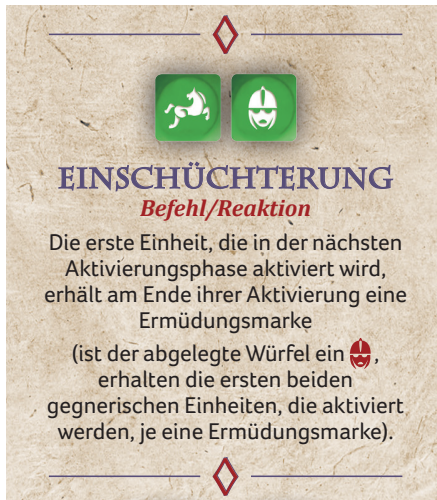 EINSCHÜCHTERUNG
Befehl/Reaktion
Die erste Einheit, die in der nächsten
Aktivierungsphase aktiviert wird,
erhält am Ende ihrer Aktivierung eine
Ermüdungsmarke
(ist der abgelegte Würfel ein ,
erhalten die ersten beiden
gegnerischen Einheiten, die aktiviert
werden, je eine Ermüdungsmarke).